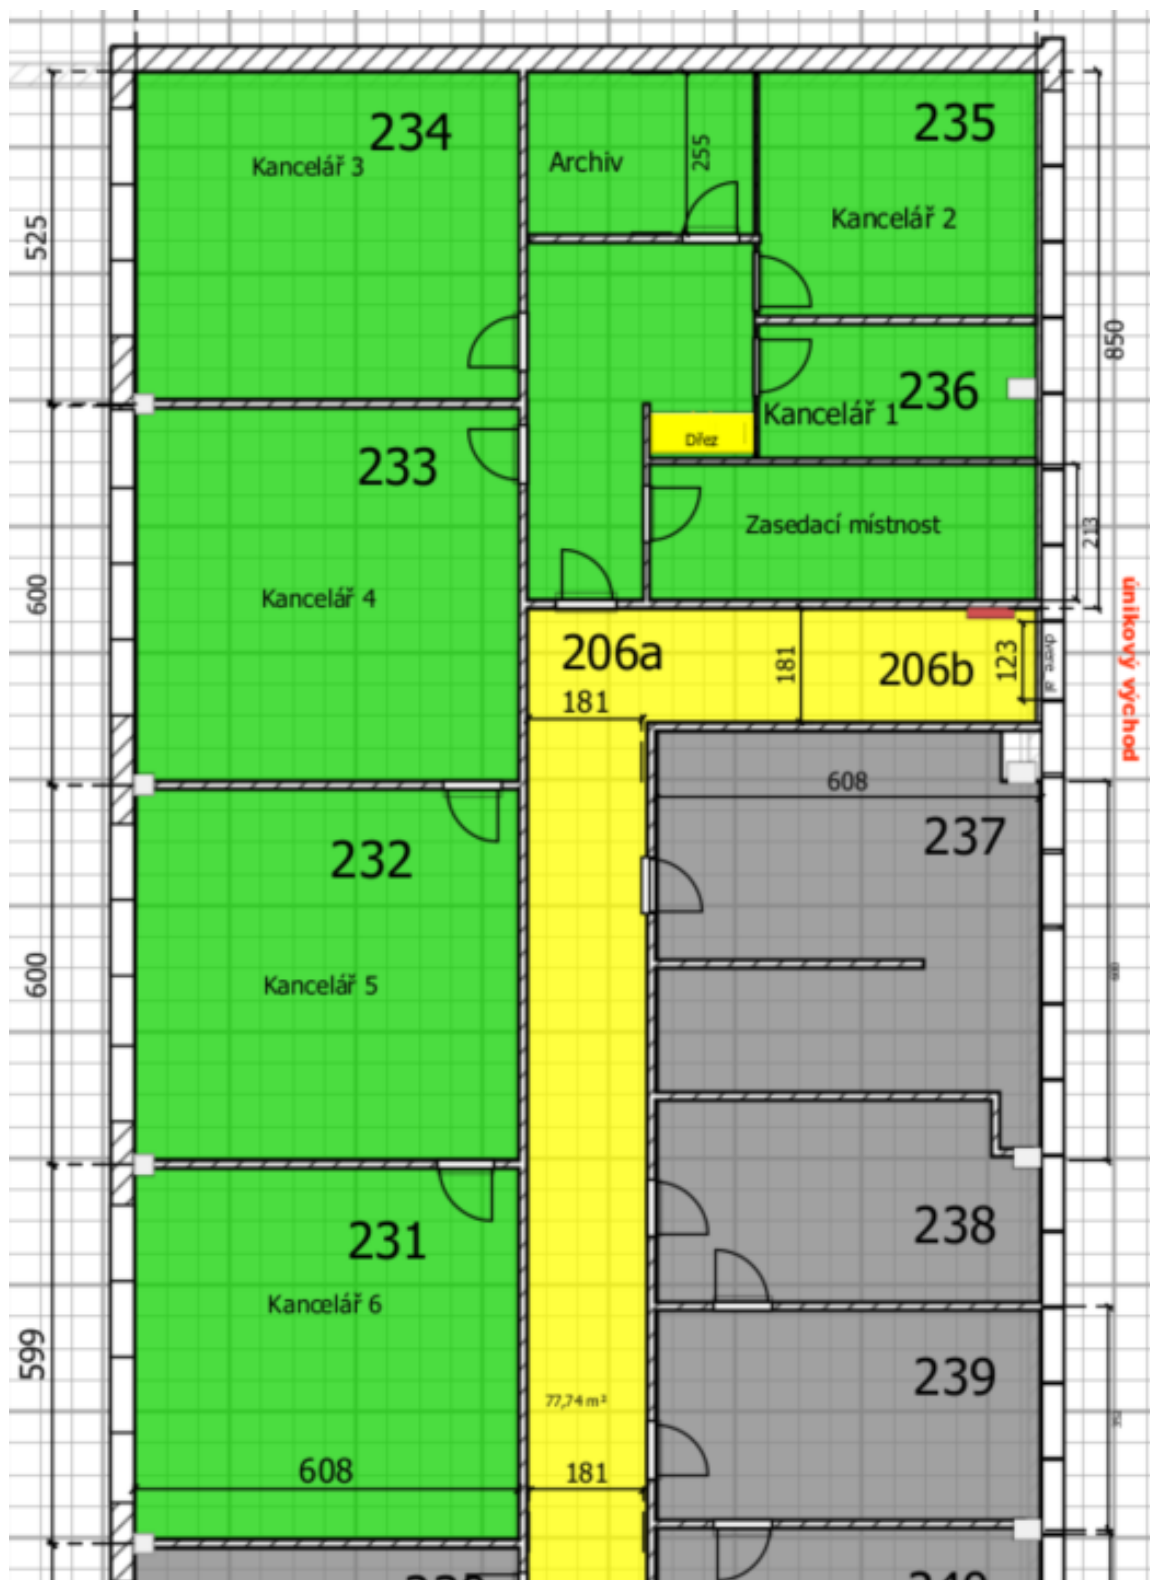 234
Kancelář 3
525
Archiv
255
235
Kancelář 2
850
236
Kancelář 1
Dřez
233
Kancelář 4
600
Zasedací místnost
213
únikový východ
206a
181
181
206b
123
608
237
232
Kancelář 5
600
600
231
Kancelář 6
599
608
77,74 m²
181
238
239